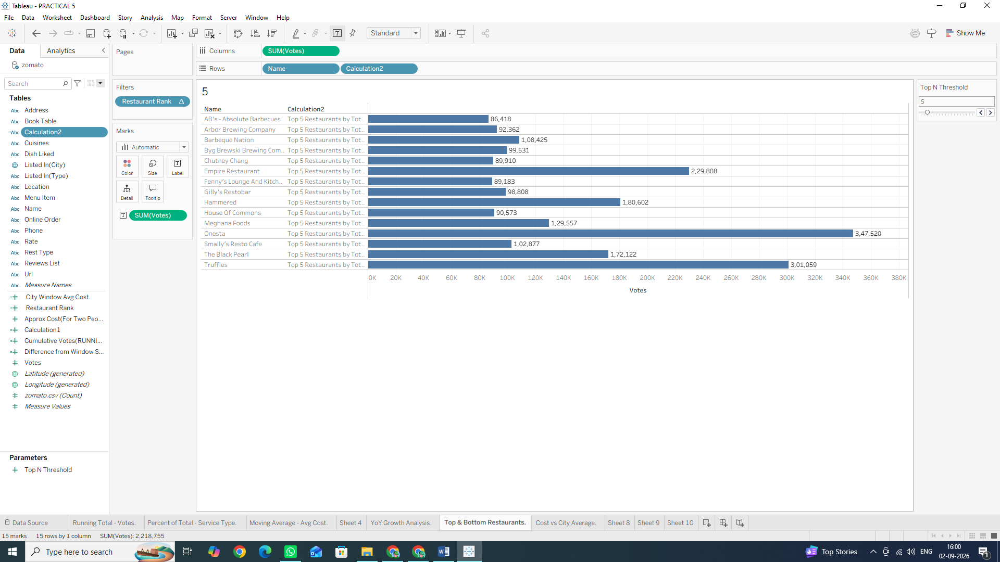 Tableau - PRACTICAL 5
File Data Worksheet Dashboard Story Analysis Map Format Server Window Help
Standard
Show Me
Data Analytics
zomato
Search
Tables
Abc Address
Abc Book Table
=Abc Calculation2
Abc Cuisines
Abc Dish Liked
Listed In(City)
Abc Listed In(Type)
Abc Location
Abc Menu Item
Abc Name
Abc Online Order
Abc Phone
Abc Rate
Abc Rest Type
Abc Reviews List
Abc Url
Abc Measure Names
City Window Avg Cost.
Restaurant Rank
Approx Cost(For Two Peo...
Calculation1
Cumulative Votes(RUNNI...
Difference from Window S...
Votes
Latitude (generated)
Longitude (generated)
zomato.csv (Count)
Measure Values
Parameters
Top N Threshold
Pages
Filters
Restaurant Rank
Marks
Automatic
Color Size Label
Detail Tooltip
SUM(Votes)
Columns SUM(Votes)
Rows Name Calculation2
5
Name Calculation2
AB's - Absolute Barbecues Top 5 Restaurants by Tot.. 86,418
Arbor Brewing Company Top 5 Restaurants by Tot.. 92,362
Barbeque Nation Top 5 Restaurants by Tot.. 1,08,425
Byg Brewski Brewing Com.. Top 5 Restaurants by Tot.. 99,531
Chutney Chang Top 5 Restaurants by Tot.. 89,910
Empire Restaurant Top 5 Restaurants by Tot.. 2,29,808
Fenny's Lounge And Kitch.. Top 5 Restaurants by Tot.. 89,183
Gilly's Restobar Top 5 Restaurants by Tot.. 98,808
Hammered Top 5 Restaurants by Tot.. 1,80,602
House Of Commons Top 5 Restaurants by Tot.. 90,573
Meghana Foods Top 5 Restaurants by Tot.. 1,29,557
Onesta Top 5 Restaurants by Tot.. 3,47,520
Smally's Resto Cafe Top 5 Restaurants by Tot.. 1,02,877
The Black Pearl Top 5 Restaurants by Tot.. 1,72,122
Truffles Top 5 Restaurants by Tot.. 3,01,059
0K 20K 40K 60K 80K 100K 120K 140K 160K 180K 200K 220K 240K 260K 280K 300K 320K 340K 360K 380K
Votes
Top N Threshold
5
Data Source Running Total - Votes. Percent of Total - Service Type. Moving Average - Avg Cost. Sheet 4 YoY Growth Analysis. Top & Bottom Restaurants. Cost vs City Average. Sheet 8 Sheet 9 Sheet 10
15 marks 15 rows by 1 column SUM(Votes): 2,218,755
Type here to search
Top Stories
ENG
16:00
02-09-2026
1